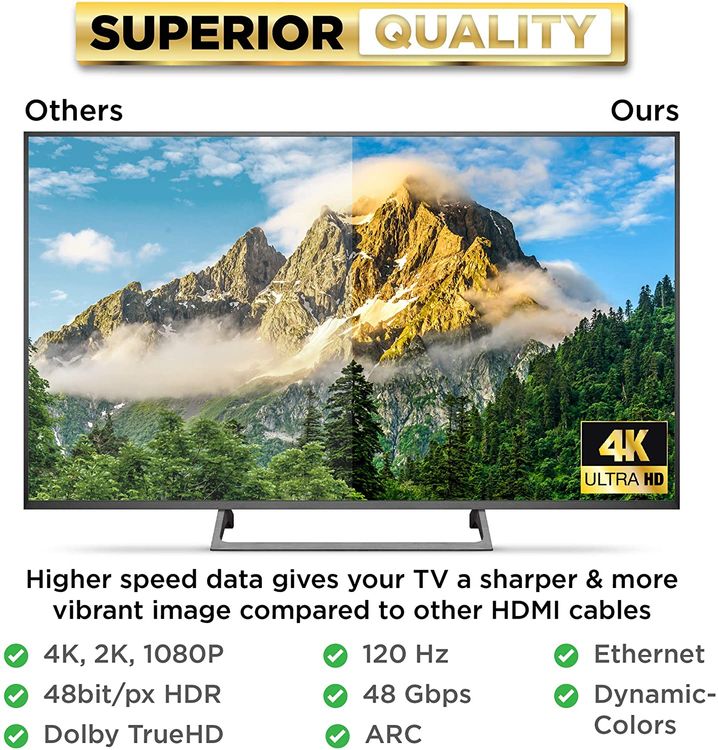 SUPERIOR QUALITY
Others
Ours
4K
ULTRA HD
Higher speed data gives your TV a sharper & more
vibrant image compared to other HDMI cables
4K, 2K, 1080P
120 Hz
Ethernet
48bit/px HDR
48 Gbps
Dynamic-
Colors
Dolby TrueHD
ARC